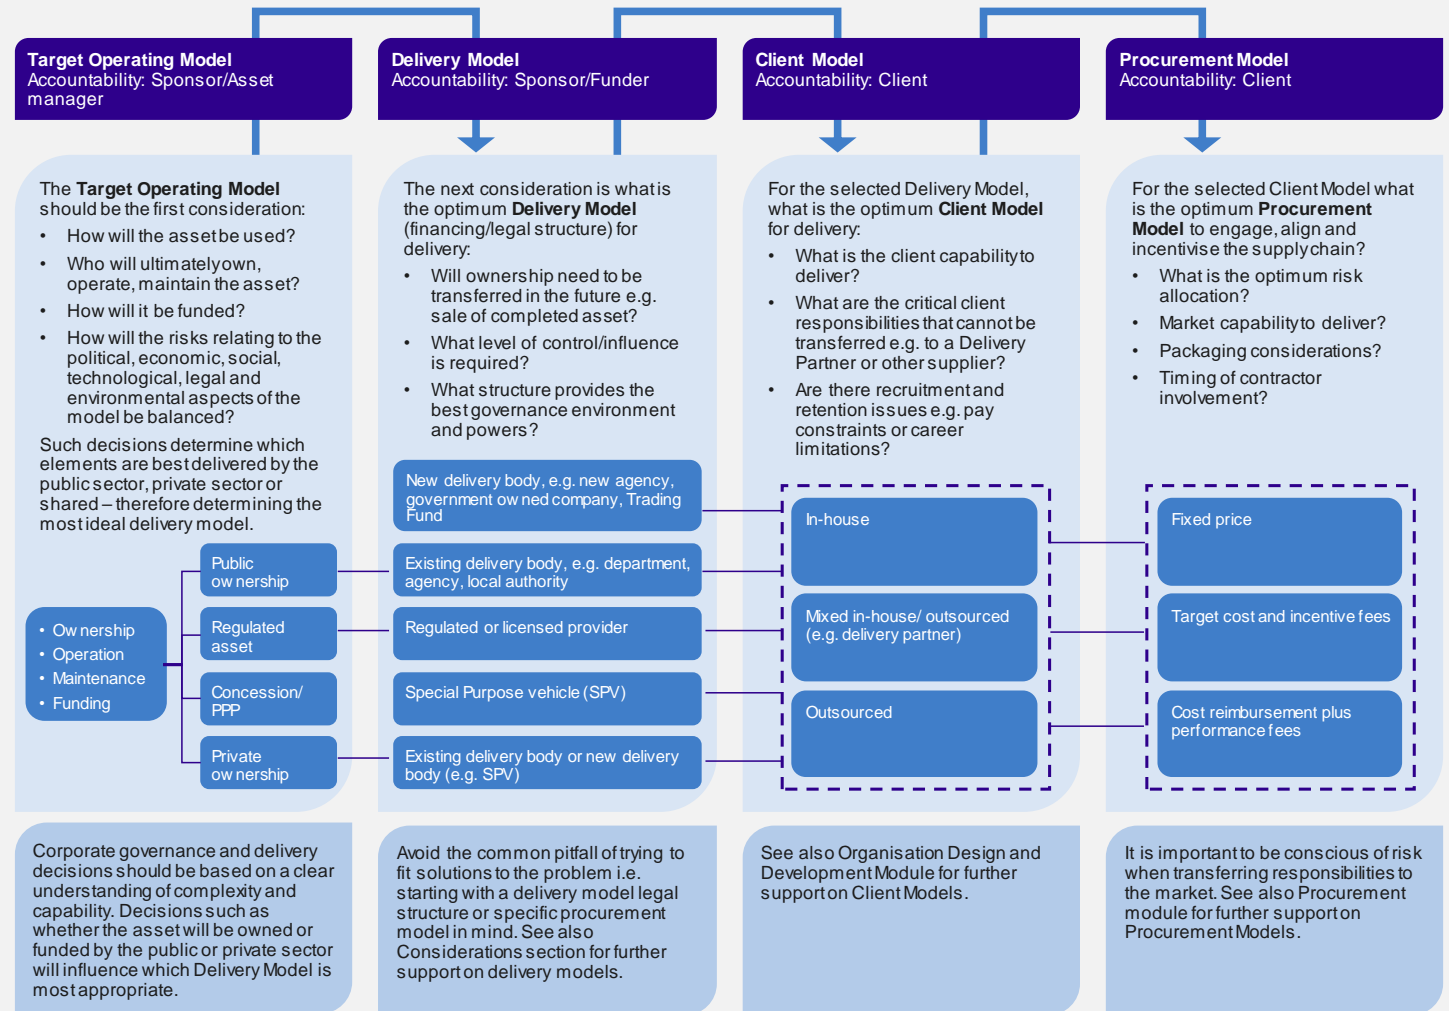 Target Operating Model
Accountability: Sponsor/Asset
manager
Delivery Model
Accountability: Sponsor/Funder
Client Model
Accountability: Client
Procurement Model
Accountability: Client
The Target Operating Model
should be the first consideration:
• How will the asset be used?
• Who will ultimately own,
operate, maintain the asset?
• How will it be funded?
• How will the risks relating to the
political, economic, social,
technological, legal and
environmental aspects of the
model be balanced?
Such decisions determine which
elements are best delivered by the
public sector, private sector or
shared – therefore determining the
most ideal delivery model.
• Ownership
• Operation
• Maintenance
• Funding
Public
ownership
Regulated
asset
Concession/
PPP
Private
ownership
The next consideration is what is
the optimum Delivery Model
(financing/legal structure) for
delivery:
• Will ownership need to be
transferred in the future e.g.
sale of completed asset?
• What level of control/influence
is required?
• What structure provides the
best governance environment
and powers?
New delivery body, e.g. new agency,
government owned company, Trading
Fund
Existing delivery body, e.g. department,
agency, local authority
Regulated or licensed provider
Special Purpose vehicle (SPV)
Existing delivery body or new delivery
body (e.g. SPV)
For the selected Delivery Model,
what is the optimum Client Model
for delivery:
• What is the client capability to
deliver?
• What are the critical client
responsibilities that cannot be
transferred e.g. to a Delivery
Partner or other supplier?
• Are there recruitment and
retention issues e.g. pay
constraints or career
limitations?
In-house
Mixed in-house/ outsourced
(e.g. delivery partner)
Outsourced
For the selected Client Model what
is the optimum Procurement
Model to engage, align and
incentivise the supply chain?
• What is the optimum risk
allocation?
• Market capability to deliver?
• Packaging considerations?
• Timing of contractor
involvement?
Fixed price
Target cost and incentive fees
Cost reimbursement plus
performance fees
Corporate governance and delivery
decisions should be based on a clear
understanding of complexity and
capability. Decisions such as
whether the asset will be owned or
funded by the public or private sector
will influence which Delivery Model is
most appropriate.
Avoid the common pitfall of trying to
fit solutions to the problem i.e.
starting with a delivery model legal
structure or specific procurement
model in mind. See also
Considerations section for further
support on delivery models.
See also Organisation Design and
Development Module for further
support on Client Models.
It is important to be conscious of risk
when transferring responsibilities to
the market. See also Procurement
module for further support on
Procurement Models.